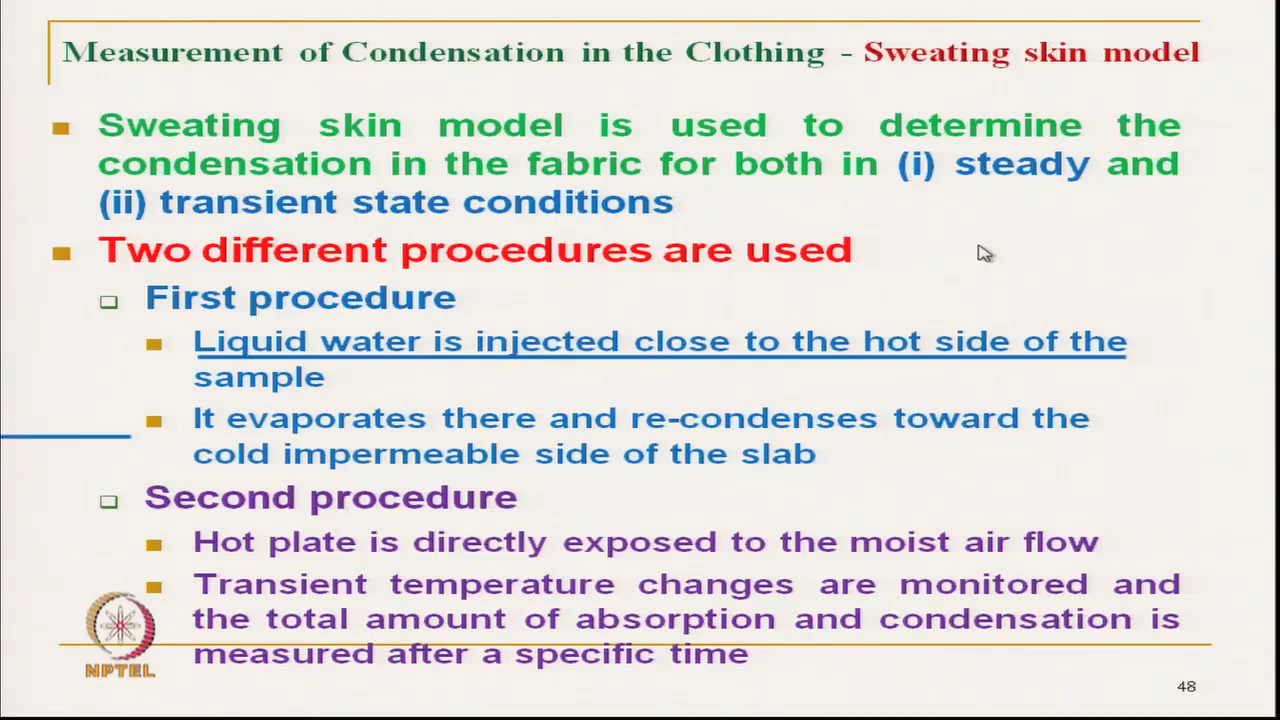 Measurement of Condensation in the Clothing - Sweating skin model
Sweating skin model is used to determine the
condensation in the fabric for both in (i) steady and
(ii) transient state conditions
Two different procedures are used
First procedure
Liquid water is injected close to the hot side of the
sample
It evaporates there and re-condenses toward the
cold impermeable side of the slab
Second procedure
Hot plate is directly exposed to the moist air flow
Transient temperature changes are monitored and
the total amount of absorption and condensation is
measured after a specific time
NPTEL
48